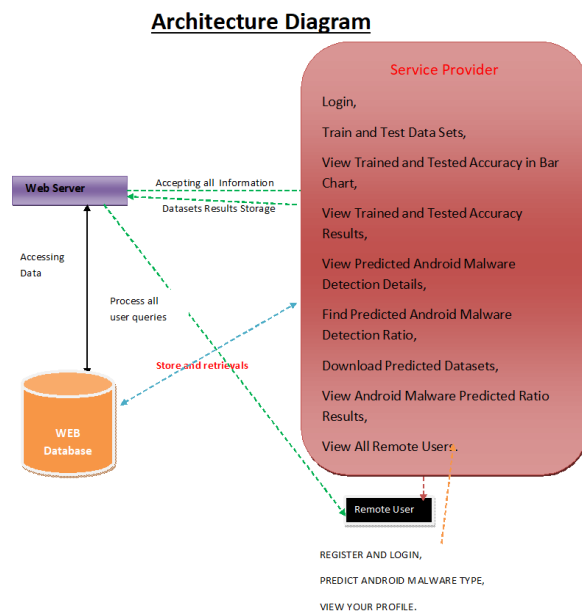 Architecture Diagram
Service Provider
Login,
Train and Test Data Sets,
View Trained and Tested Accuracy in Bar
Chart,
View Trained and Tested Accuracy
Results,
View Predicted Android Malware
Detection Details,
Find Predicted Android Malware
Detection Ratio,
Download Predicted Datasets,
View Android Malware Predicted Ratio
Results,
View All Remote Users.
Web Server
Accepting all Information
Datasets Results Storage
Accessing
Data
Process all
user queries
Store and retrievals
WEB
Database
Remote User
REGISTER AND LOGIN,
PREDICT ANDROID MALWARE TYPE,
VIEW YOUR PROFILE.